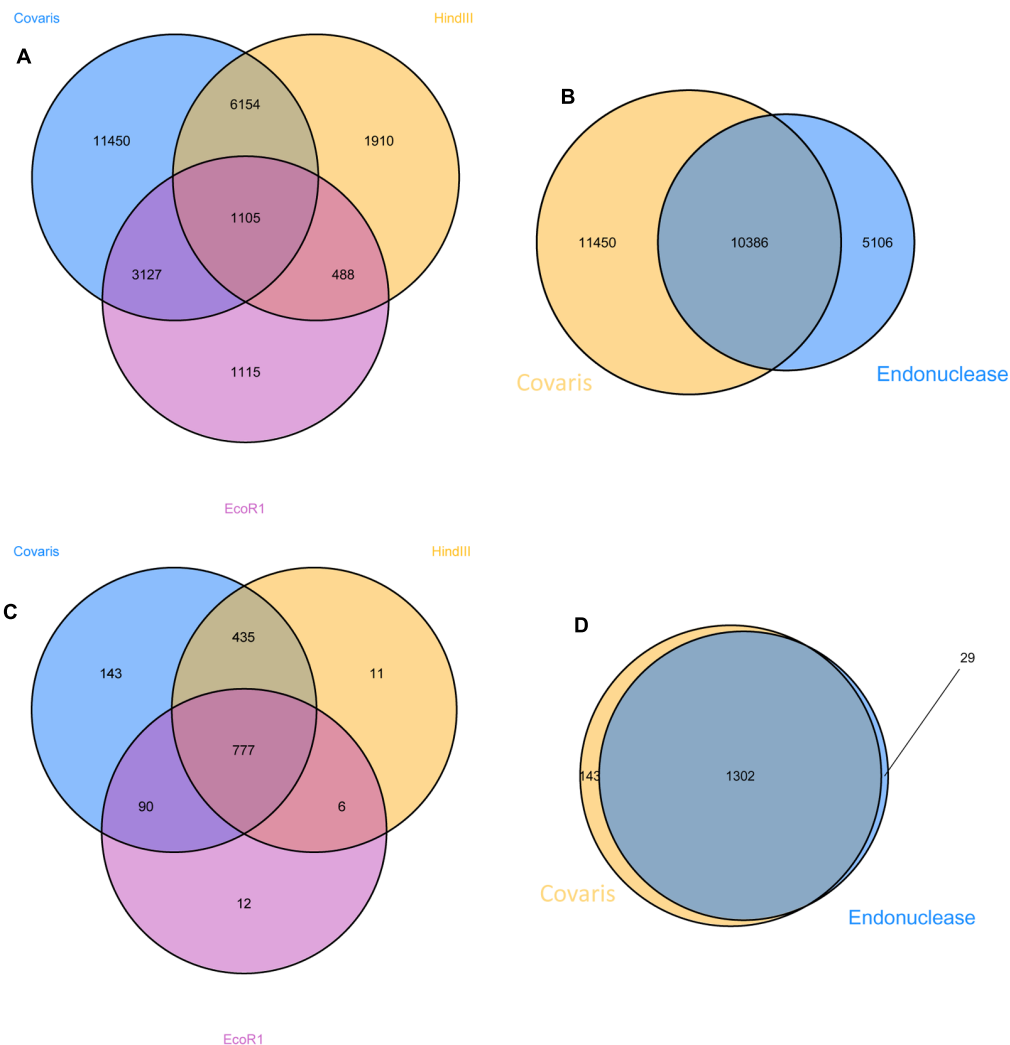 Covaris
HindIII
A
6154
11450
1910
1105
3127
488
1115
EcoR1
B
11450
10386
5106
Covaris
Endonuclease
Covaris
HindIII
C
435
143
11
777
90
6
12
EcoR1
D
29
143
1302
Covaris
Endonuclease